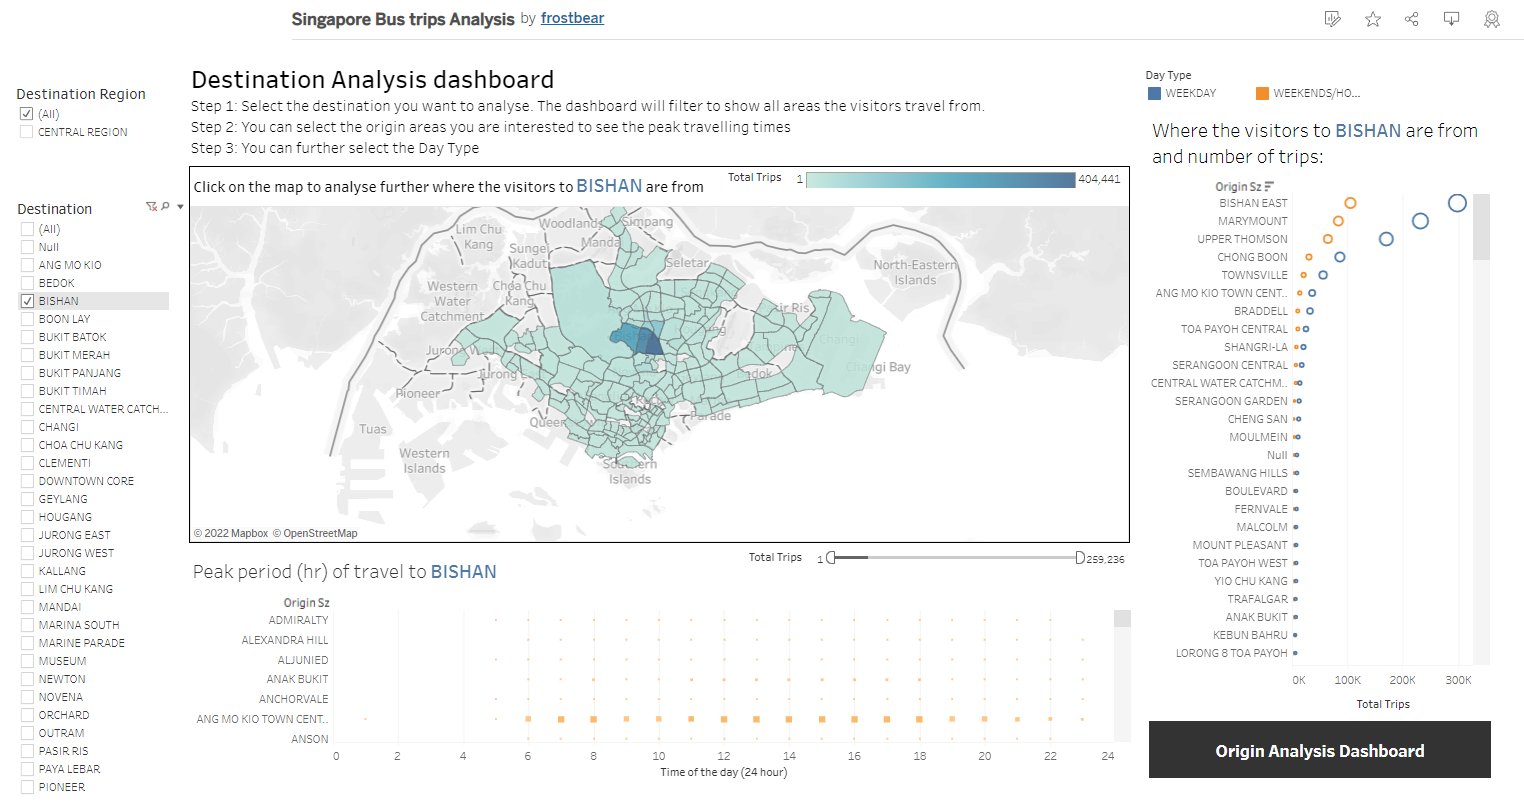 Singapore Bus trips Analysis by frostbear
Destination Region
(All)
CENTRAL REGION
Destination
(All)
Null
ANG MO KIO
BEDOK
BISHAN
BOON LAY
BUKIT BATOK
BUKIT MERAH
BUKIT PANJANG
BUKIT TIMAH
CENTRAL WATER CATCH...
CHANGI
CHOA CHU KANG
CLEMENTI
DOWNTOWN CORE
GEYLANG
HOUGANG
JURONG EAST
JURONG WEST
KALLANG
LIM CHU KANG
MANDAI
MARINA SOUTH
MARINE PARADE
MUSEUM
NEWTON
NOVENA
ORCHARD
OUTRAM
PASIR RIS
PAYA LEBAR
PIONEER
Destination Analysis dashboard
Step 1: Select the destination you want to analyse. The dashboard will filter to show all areas the visitors travel from.
Step 2: You can select the origin areas you are interested to see the peak travelling times
Step 3: You can further select the Day Type
Click on the map to analyse further where the visitors to BISHAN are from
Total Trips 1 404,441
Lim Chu
Kang
Woodlands
Simpang
Sungei
Kadut
Manda
Seletar
North-Eastern
Islands
Western
Water
Catchment
Choa Chu
Kang
Pasir Ris
Changi
Jurong West
Jurong
Bedok
Changi Bay
Pioneer
Queen
Parade
Tuas
Western
Islands
Southern
Islands
© 2022 Mapbox © OpenStreetMap
Total Trips 1 259,236
Peak period (hr) of travel to BISHAN
Origin Sz
ADMIRALTY
ALEXANDRA HILL
ALJUNIED
ANAK BUKIT
ANCHORVALE
ANG MO KIO TOWN CENT..
ANSON
0 2 4 6 8 10 12 14 16 18 20 22 24
Time of the day (24 hour)
Day Type
WEEKDAY WEEKENDS/HO...
Where the visitors to BISHAN are from
and number of trips:
Origin Sz
BISHAN EAST
MARYMOUNT
UPPER THOMSON
CHONG BOON
TOWNSVILLE
ANG MO KIO TOWN CENT..
BRADDELL
TOA PAYOH CENTRAL
SHANGRI-LA
SERANGOON CENTRAL
CENTRAL WATER CATCHM..
SERANGOON GARDEN
CHENG SAN
MOULMEIN
Null
SEMBAWANG HILLS
BOULEVARD
FERNVALE
MALCOLM
MOUNT PLEASANT
TOA PAYOH WEST
YIO CHU KANG
TRAFALGAR
ANAK BUKIT
KEBUN BAHRU
LORONG 8 TOA PAYOH
0K 100K 200K 300K
Total Trips
Origin Analysis Dashboard